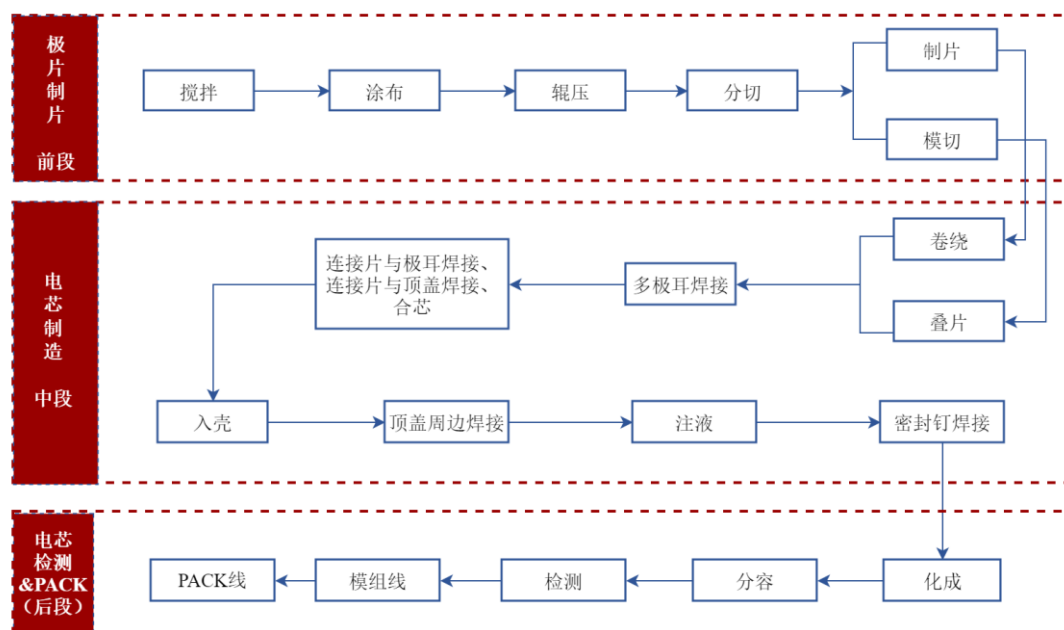 极
片
制
片
前段
搅拌
涂布
辊压
分切
制片
模切
电
芯
制
造
中段
卷绕
叠片
多极耳焊接
连接片与极耳焊接、
连接片与顶盖焊接、
合芯
入壳
顶盖周边焊接
注液
密封钉焊接
电芯
检测
&PACK
（后段）
PACK线
模组线
检测
分容
化成